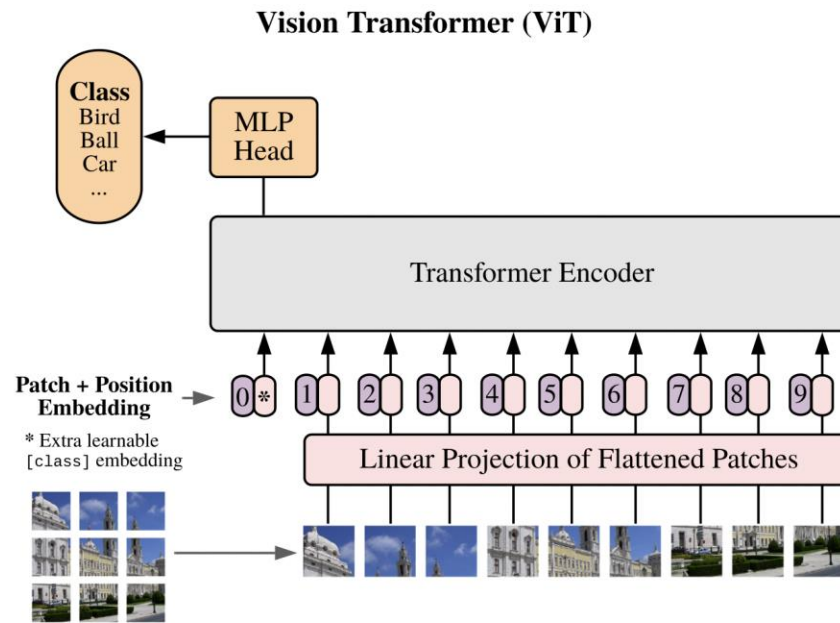 Vision Transformer (ViT)
Class
Bird
Ball
Car
...
MLP
Head
Transformer Encoder
Patch + Position
Embedding
0 * 1 2 3 4 5 6 7 8 9
* Extra learnable
[class] embedding
Linear Projection of Flattened Patches